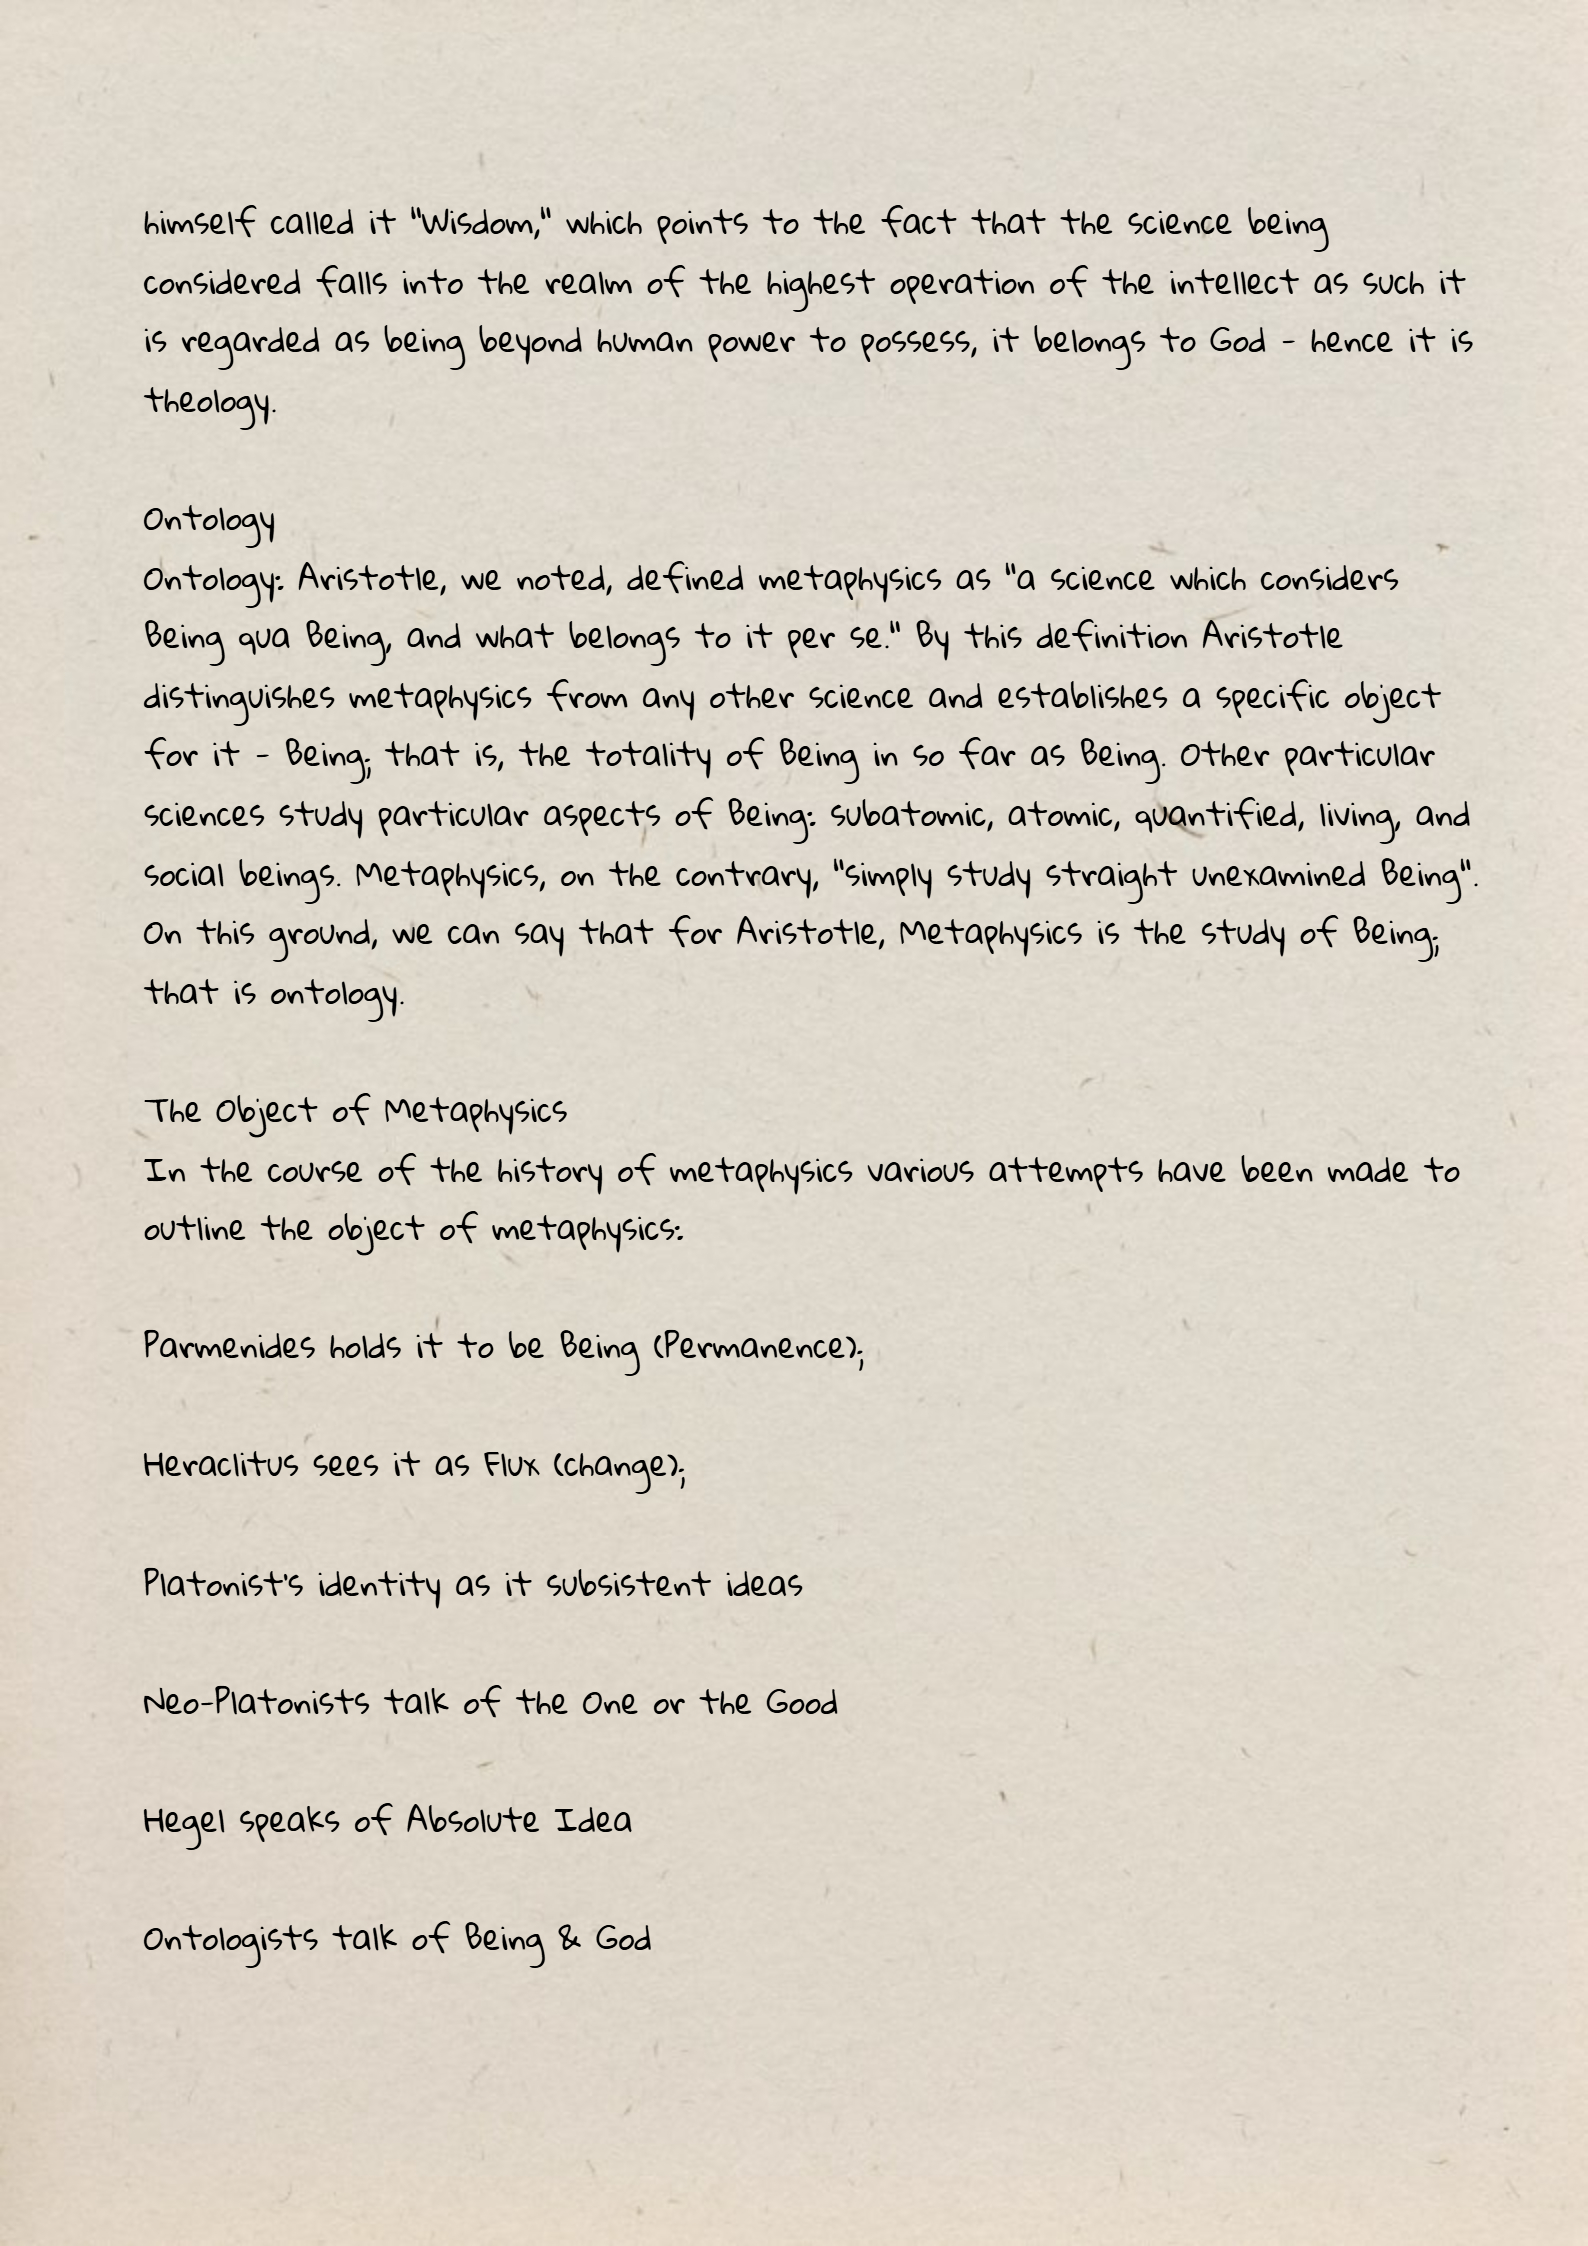 himself called it "Wisdom," which points to the fact that the science being
considered falls into the realm of the highest operation of the intellect as such it
is regarded as being beyond human power to possess, it belongs to God - hence it is
theology.
Ontology
Ontology: Aristotle, we noted, defined metaphysics as "a science which considers
Being qua Being, and what belongs to it per se." By this definition Aristotle
distinguishes metaphysics from any other science and establishes a specific object
for it - Being; that is, the totality of Being in so far as Being. Other particular
sciences study particular aspects of Being: subatomic, atomic, quantified, living, and
social beings. Metaphysics, on the contrary, "simply study straight unexamined Being".
On this ground, we can say that for Aristotle, Metaphysics is the study of Being;
that is ontology.
The Object of Metaphysics
In the course of the history of metaphysics various attempts have been made to
outline the object of metaphysics:
Parmenides holds it to be Being (Permanence);
Heraclitus sees it as Flux (change);
Platonist's identity as it subsistent ideas
Neo-Platonists talk of the One or the Good
Hegel speaks of Absolute Idea
Ontologists talk of Being & God